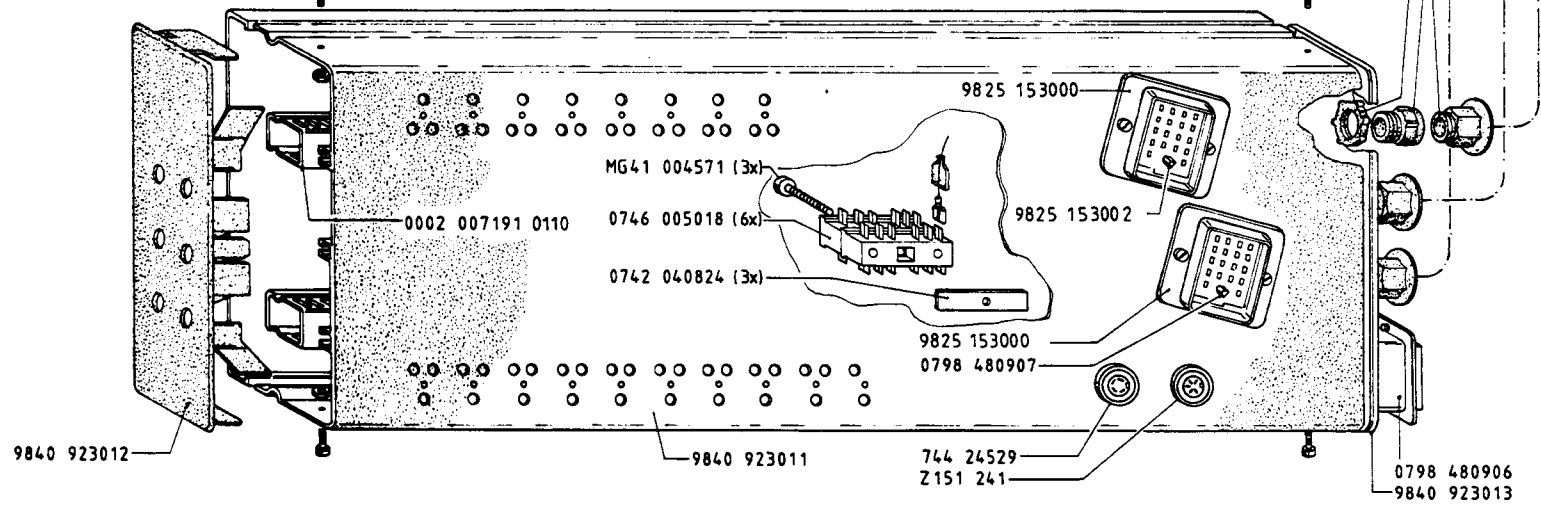 9825 153000
MG41 004571 (3x)
0002 007191 0110
0746 005018 (6x)
9825 153002
0742 040824 (3x)
9825 153000
0798 480907
9840 923012
9840 923011
744 24529
Z151 241
0798 480906
9840 923013